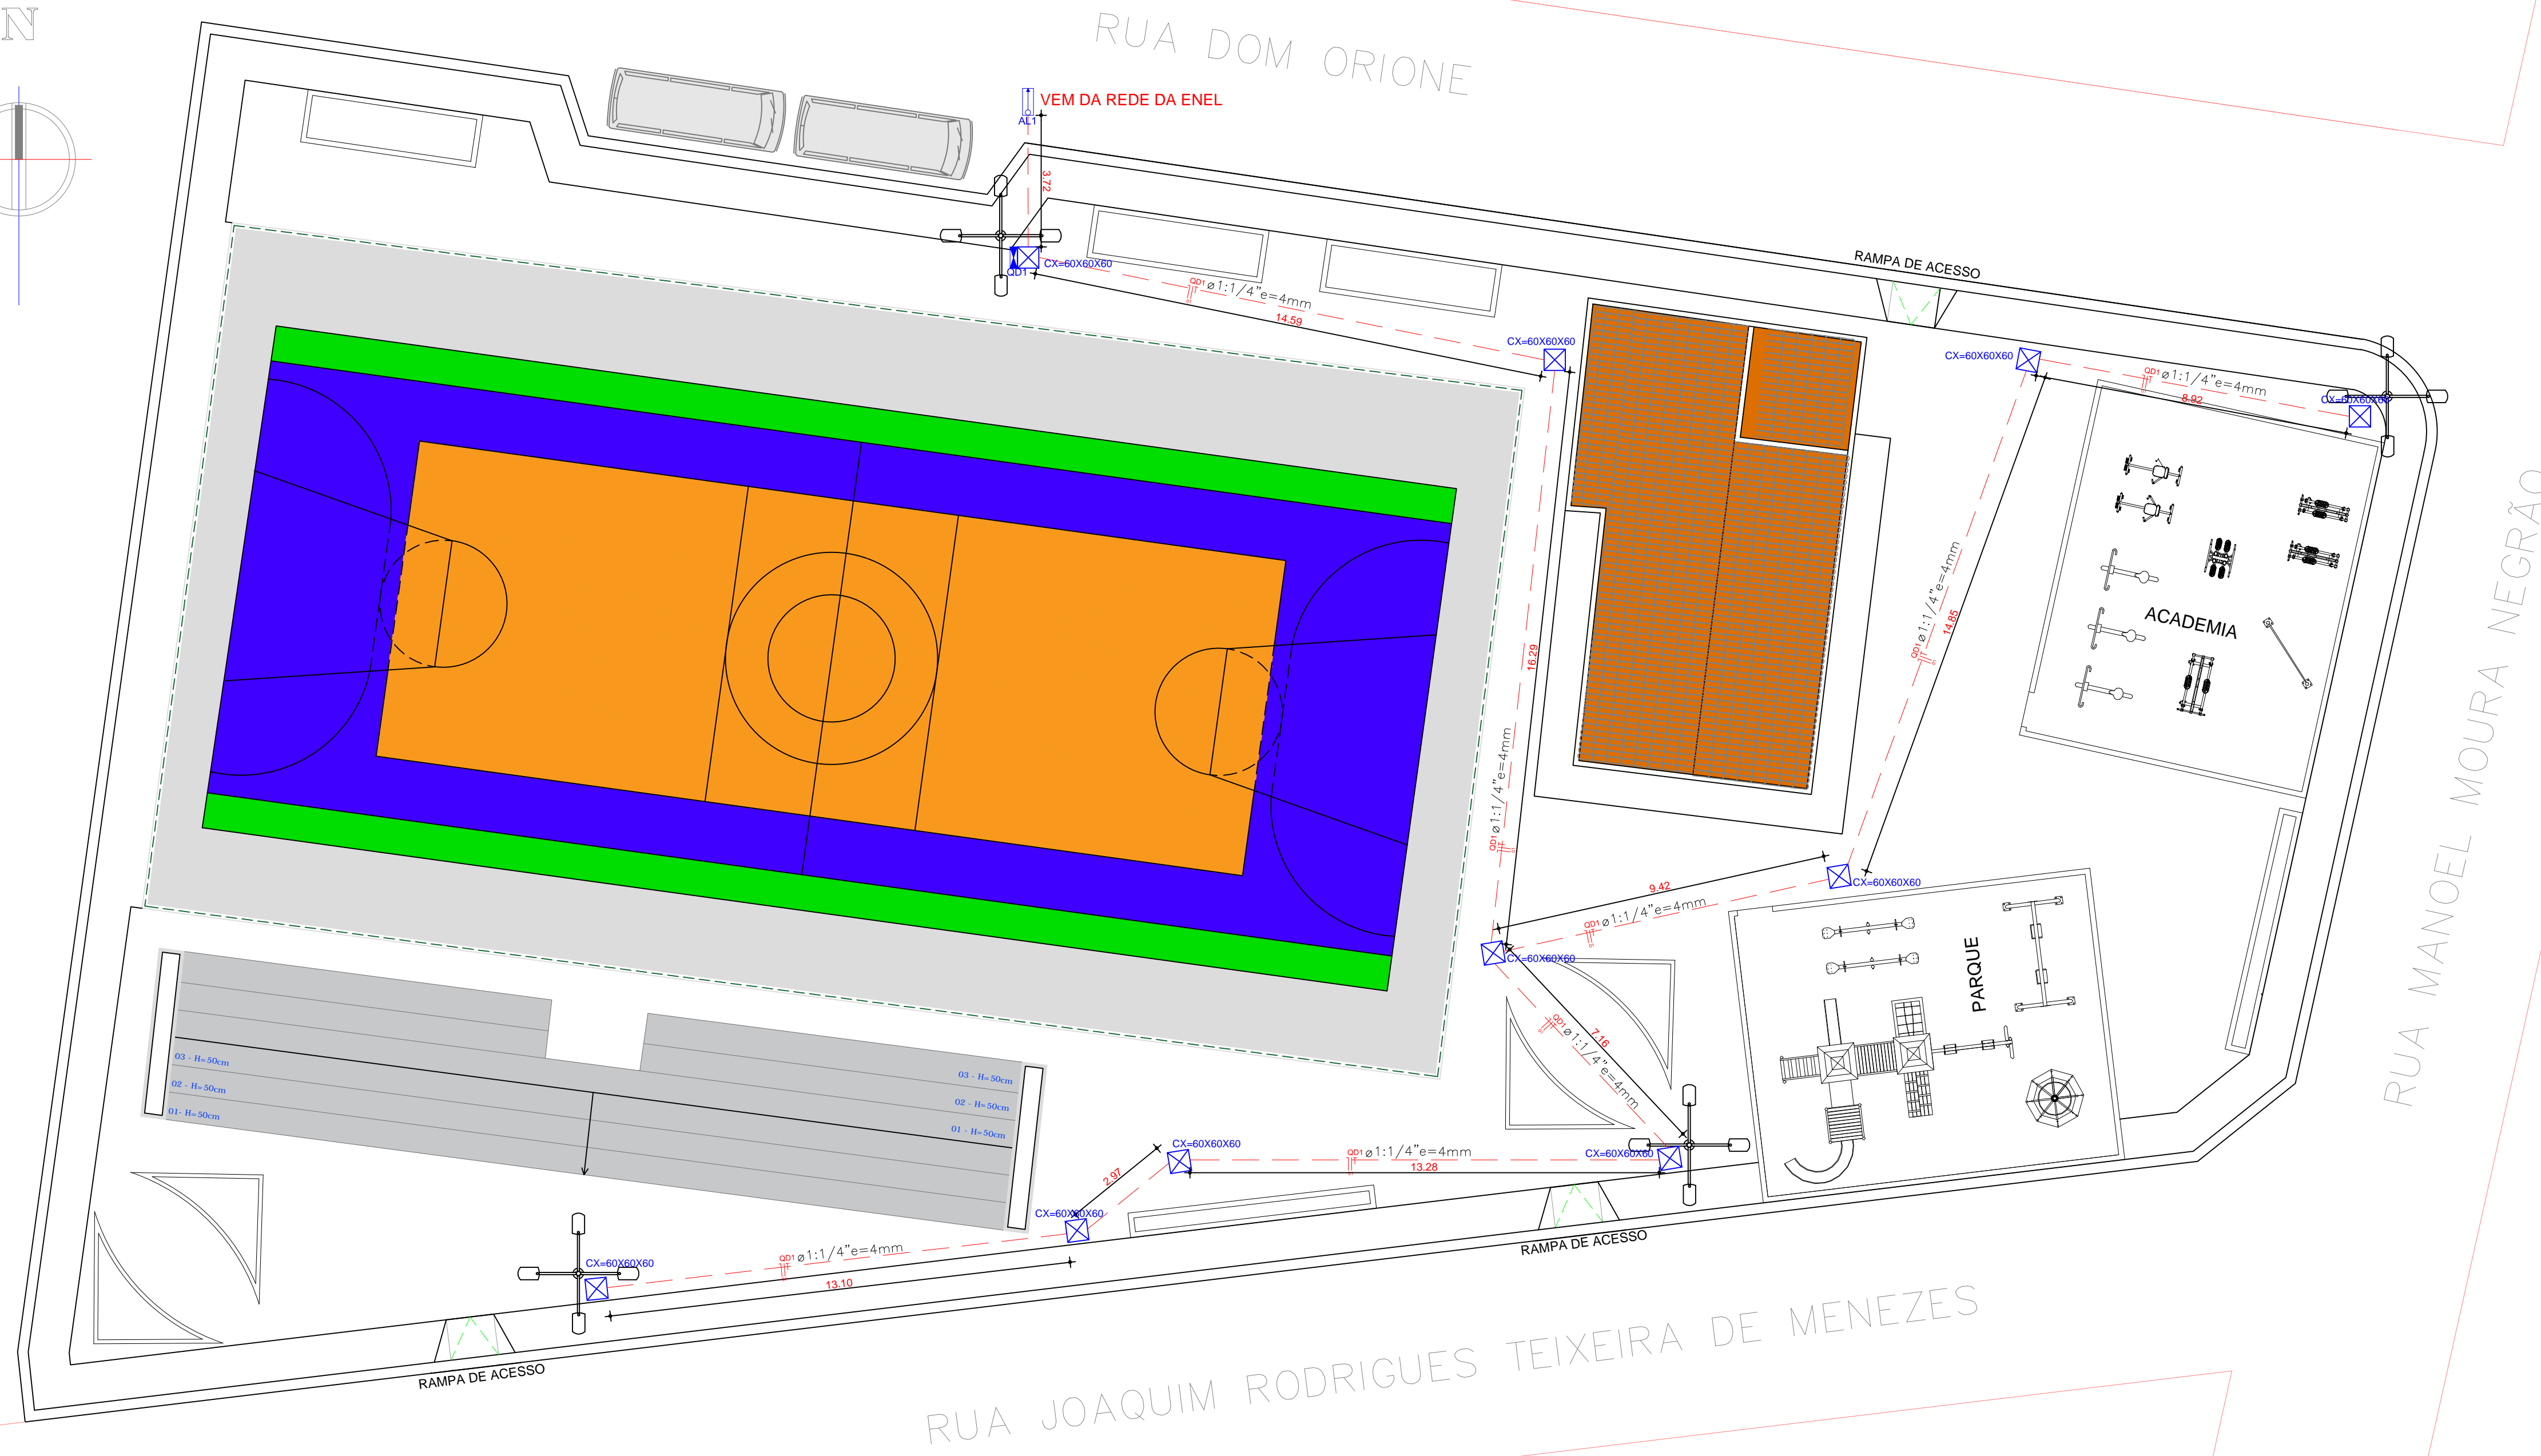 N
RUA DOM ORIONE
VEM DA REDE DA ENEL
AL1
3.72
QD1
CX=60X60X60
QD1 ø1:1/4"e=4mm
14.59
CX=60X60X60
RAMPA DE ACESSO
CX=60X60X60
QD1 ø1:1/4"e=4mm
8.92
CX=60X60X60
16.29
QD1 ø1:1/4"e=4mm
QD1 ø1:1/4"e=4mm
14.85
ACADEMIA
RUA MANOEL MOURA NEGRÃO
9.42
QD1 ø1:1/4"e=4mm
CX=60X60X60
CX=60X60X60
PARQUE
7.16
QD1 ø1:1/4"e=4mm
03 - H=50cm
02 - H=50cm
01- H=50cm
03 - H=50cm
02 - H=50cm
01 - H=50cm
CX=60X60X60
QD1 ø1:1/4"e=4mm
13.28
CX=60X60X60
2.97
CX=60X60X60
QD1 ø1:1/4"e=4mm
13.10
CX=60X60X60
RAMPA DE ACESSO
RAMPA DE ACESSO
RUA JOAQUIM RODRIGUES TEIXEIRA DE MENEZES